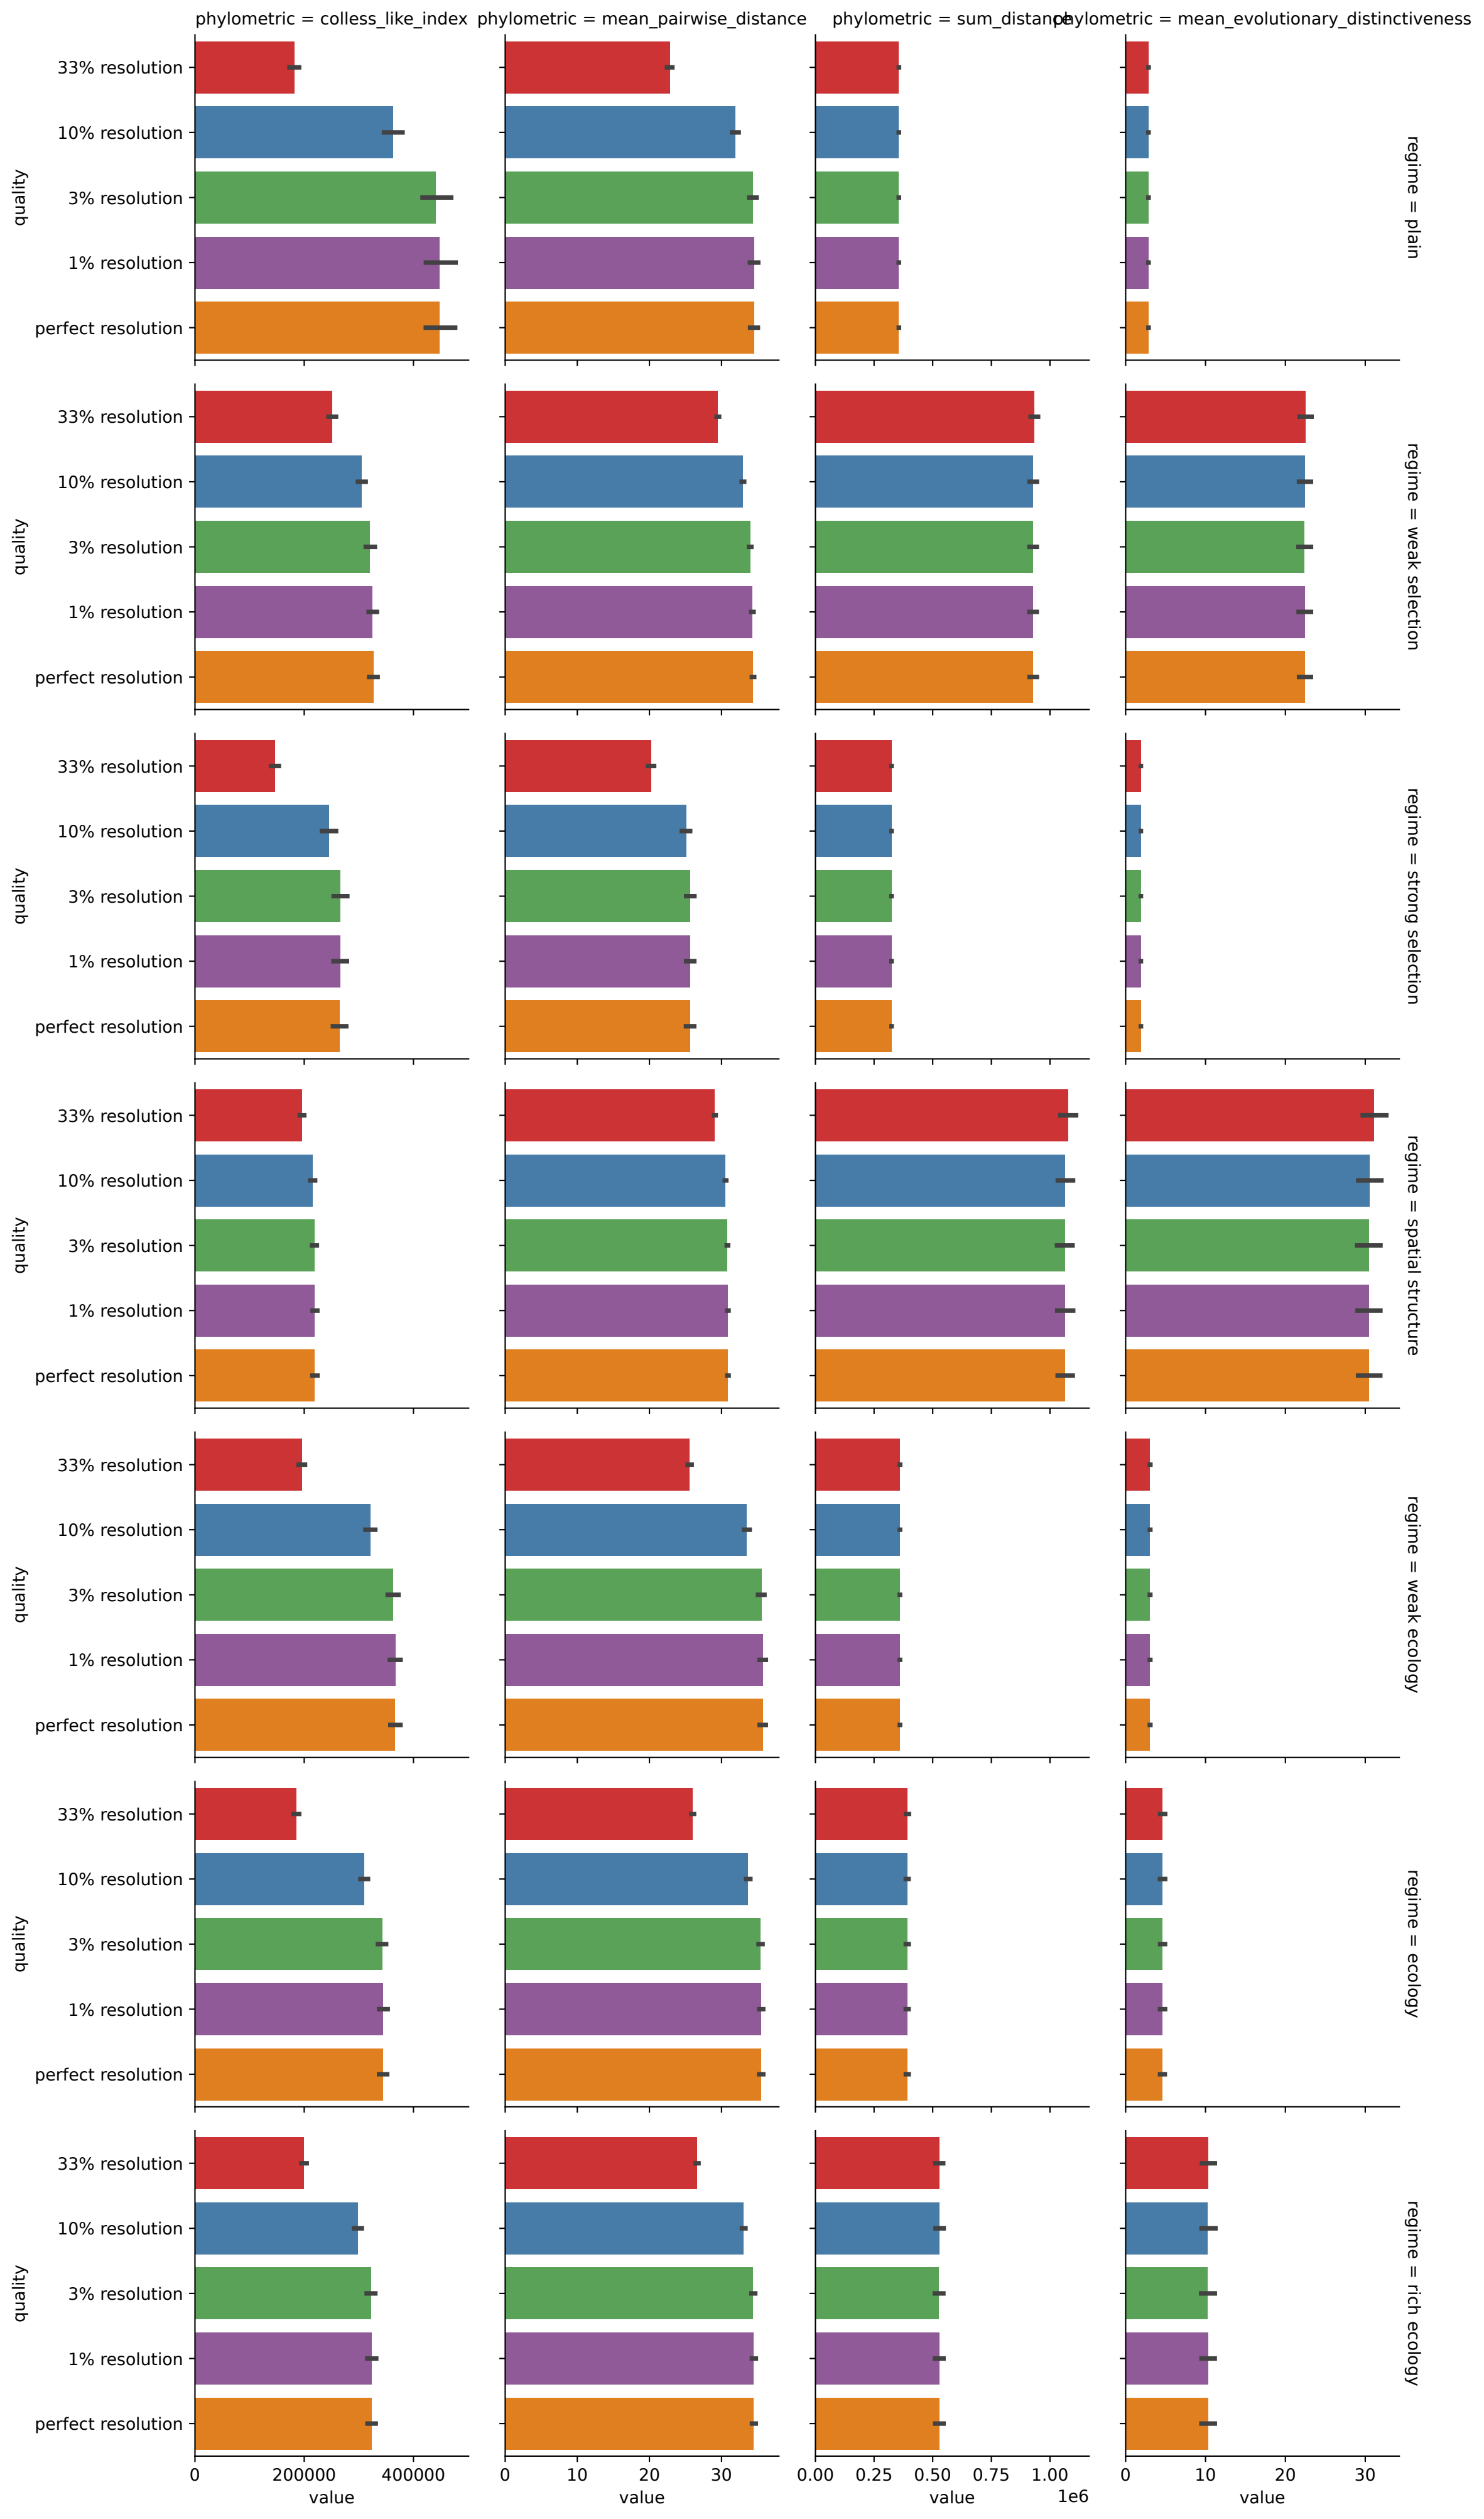 phylometric = colless_like_index
phylometric = mean_pairwise_distance
phylometric = sum_distance
phylometric = mean_evolutionary_distinctiveness
33% resolution
10% resolution
3% resolution
1% resolution
perfect resolution
quality
regime = plain
33% resolution
10% resolution
3% resolution
1% resolution
perfect resolution
quality
regime = weak selection
33% resolution
10% resolution
3% resolution
1% resolution
perfect resolution
quality
regime = strong selection
33% resolution
10% resolution
3% resolution
1% resolution
perfect resolution
quality
regime = spatial structure
33% resolution
10% resolution
3% resolution
1% resolution
perfect resolution
quality
regime = weak ecology
33% resolution
10% resolution
3% resolution
1% resolution
perfect resolution
quality
regime = ecology
33% resolution
10% resolution
3% resolution
1% resolution
perfect resolution
quality
regime = rich ecology
0 200000 400000
value
0 10 20 30
value
0.00 0.25 0.50 0.75 1.00
1e6
value
0 10 20 30
value